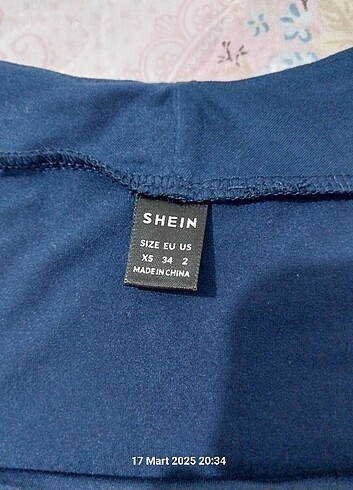 SHEIN
SIZE EU US
XS 34 2
MADE IN CHINA
17 Mart 2025 20:34